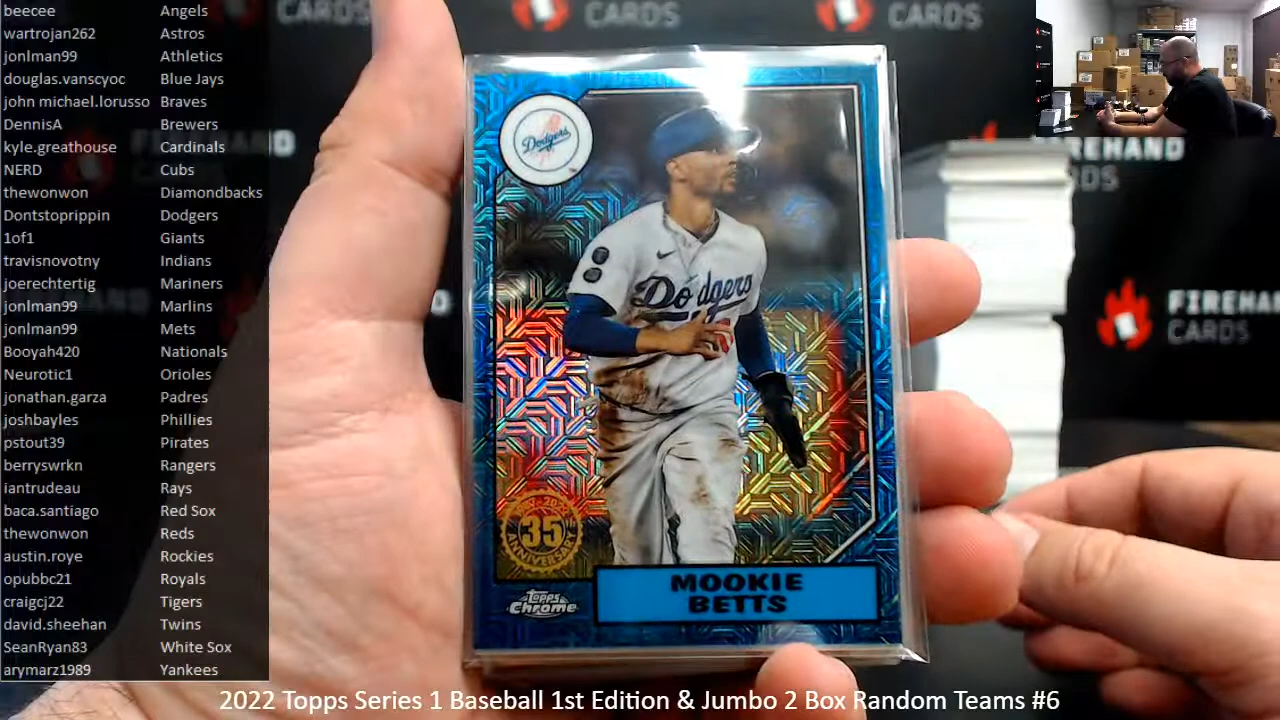 beecee Angels
wartrojan262 Astros
jonlman99 Athletics
douglas.vanscyoc Blue Jays
john michael.lorusso Braves
DennisA Brewers
kyle.greathouse Cardinals
NERD Cubs
thewonwon Diamondbacks
Dontstoprippin Dodgers
1of1 Giants
travisnovotny Indians
joerechtertig Mariners
jonlman99 Marlins
jonlman99 Mets
Booyah420 Nationals
Neurotic1 Orioles
jonathan.garza Padres
joshbayles Phillies
pstout39 Pirates
berryswrkn Rangers
iantrudeau Rays
baca.santiago Red Sox
thewonwon Reds
austin.roye Rockies
opubbc21 Royals
craigcj22 Tigers
david.sheehan Twins
SeanRyan83 White Sox
arymarz1989 Yankees
CARDS
CARDS
CARDS
FIREHAND
Dodgers
Dodgers
35
ANNIVERSARY
Topps
Chrome
MOOKIE
BETTS
2022 Topps Series 1 Baseball 1st Edition & Jumbo 2 Box Random Teams #6